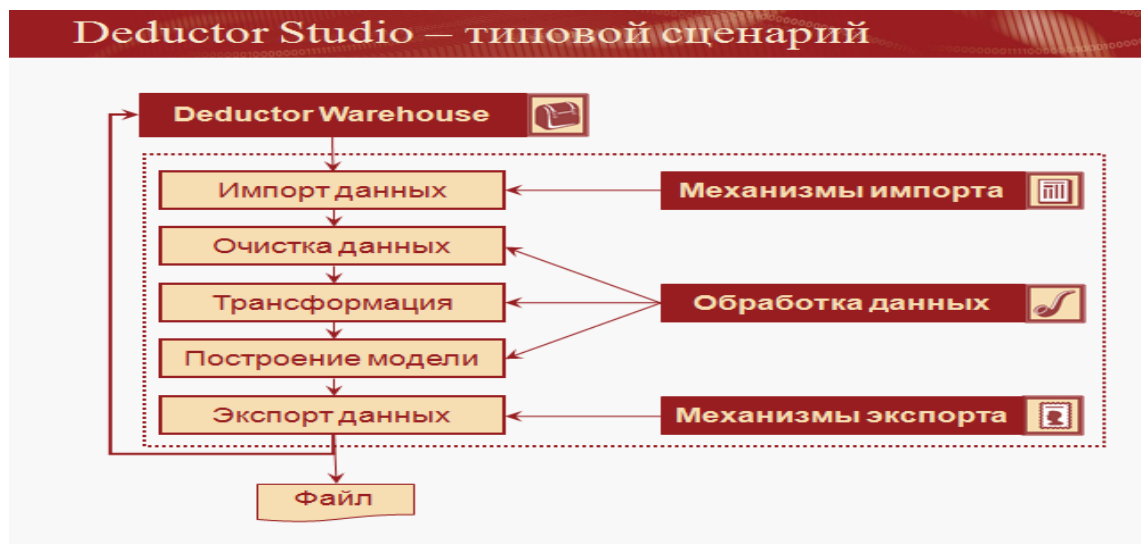 Deductor Studio – типовой сценарий
Deductor Warehouse
Импорт данных
Механизмы импорта
Очистка данных
Трансформация
Обработка данных
Построение модели
Экспорт данных
Механизмы экспорта
Файл